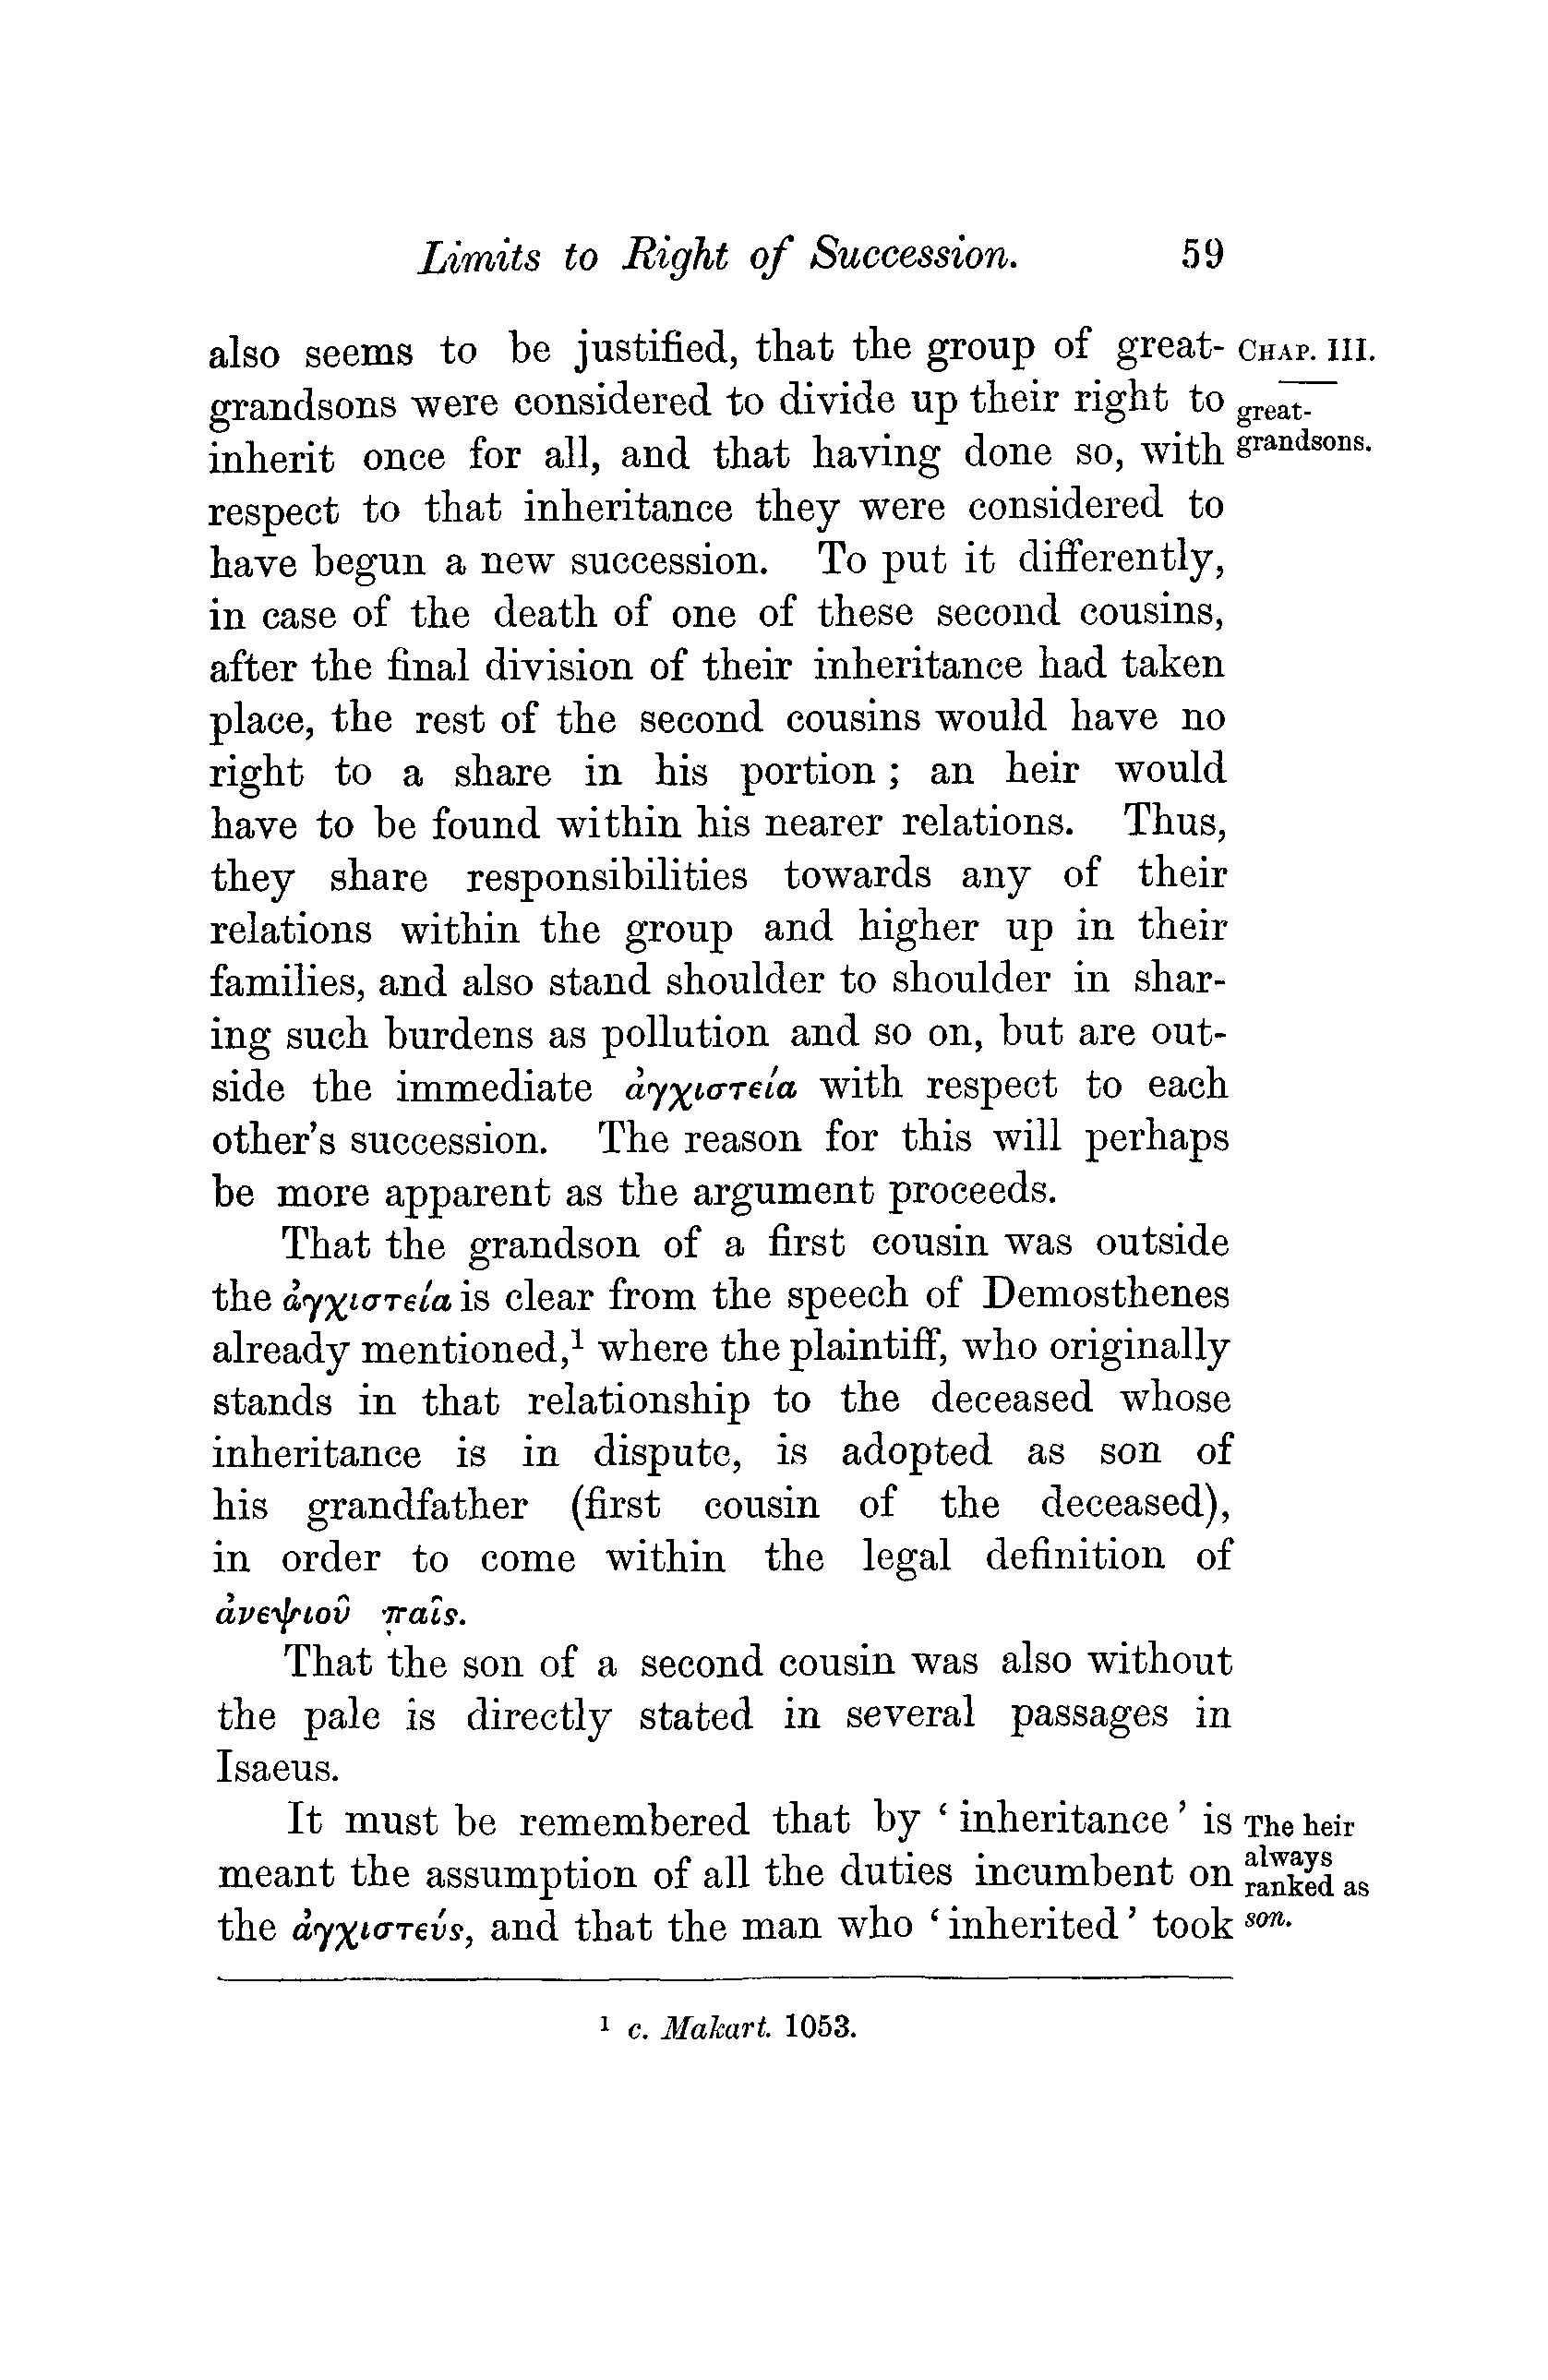 Limits to Right of Succession. 59
also seems to be justified, that the group of great- CHAP. III.
grandsons were considered to divide up their right to great-
inherit once for all, and that having done so, with grandsons.
respect to that inheritance they were considered to
have begun a new succession. To put it differently,
in case of the death of one of these second cousins,
after the final division of their inheritance had taken
place, the rest of the second cousins would have no
right to a share in his portion ; an heir would
have to be found within his nearer relations. Thus,
they share responsibilities towards any of their
relations within the group and higher up in their
families, and also stand shoulder to shoulder in shar-
ing such burdens as pollution and so on, but are out-
side the immediate ἀγχιστεία with respect to each
other's succession. The reason for this will perhaps
be more apparent as the argument proceeds.
That the grandson of a first cousin was outside
the ἀγχιστεία is clear from the speech of Demosthenes
already mentioned,¹ where the plaintiff, who originally
stands in that relationship to the deceased whose
inheritance is in dispute, is adopted as son of
his grandfather (first cousin of the deceased),
in order to come within the legal definition of
ἀνεψιοῦ παῖς.
That the son of a second cousin was also without
the pale is directly stated in several passages in
Isaeus.
It must be remembered that by ‘ inheritance ’ is The heir
meant the assumption of all the duties incumbent on always
ranked as
the ἀγχιστεύς, and that the man who ‘ inherited ’ took son.
¹ c. Makart. 1053.